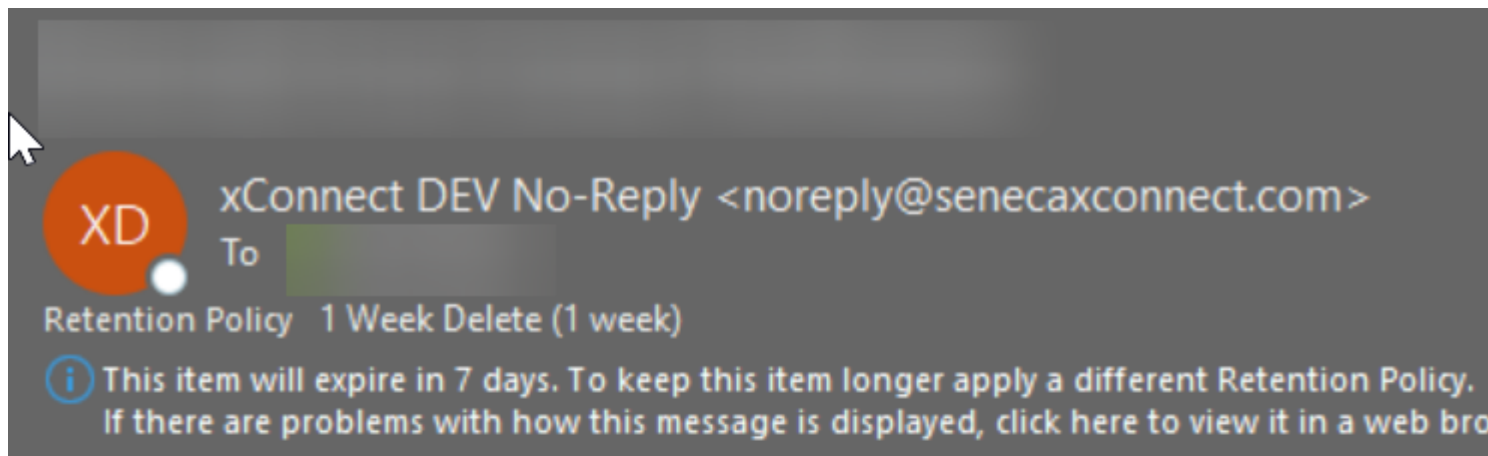 XD
xConnect DEV No-Reply <noreply@senecaxconnect.com>
To
Retention Policy 1 Week Delete (1 week)
This item will expire in 7 days. To keep this item longer apply a different Retention Policy.
If there are problems with how this message is displayed, click here to view it in a web bro